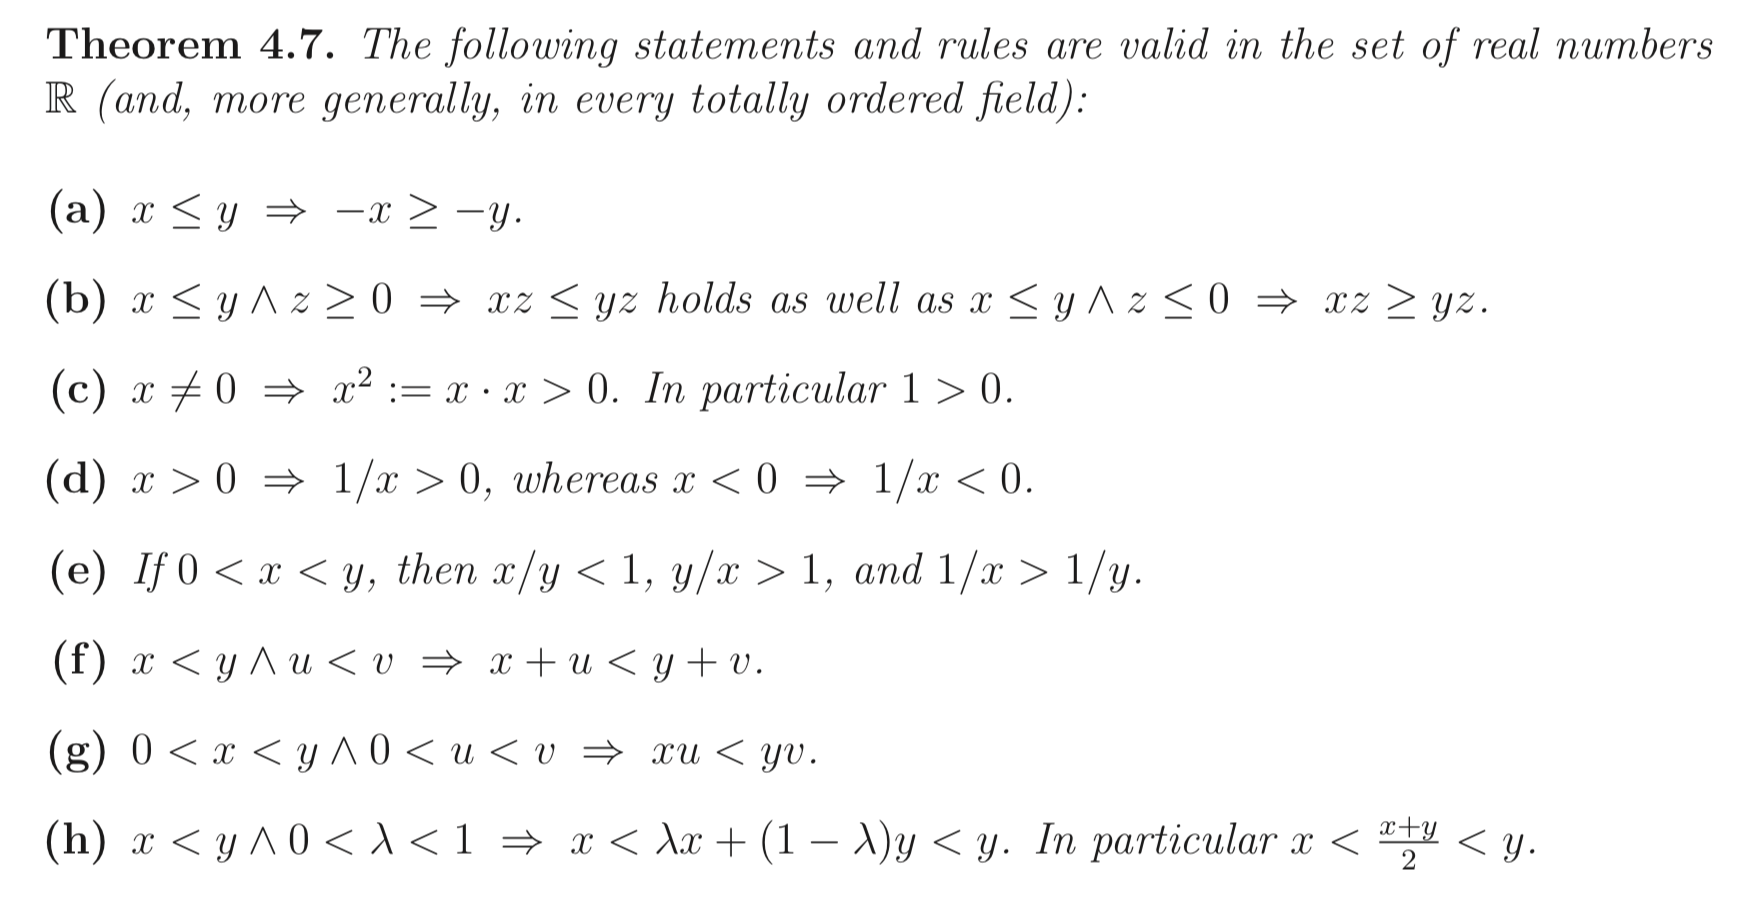 Theorem 4.7. The following statements and rules are valid in the set of real numbers
ℝ (and, more generally, in every totally ordered field):
(a) x ≤ y ⇒ −x ≥ −y.
(b) x ≤ y ∧ z ≥ 0 ⇒ xz ≤ yz holds as well as x ≤ y ∧ z ≤ 0 ⇒ xz ≥ yz.
(c) x ≠ 0 ⇒ x² := x · x > 0. In particular 1 > 0.
(d) x > 0 ⇒ 1/x > 0, whereas x < 0 ⇒ 1/x < 0.
(e) If 0 < x < y, then x/y < 1, y/x > 1, and 1/x > 1/y.
(f) x < y ∧ u < v ⇒ x + u < y + v.
(g) 0 < x < y ∧ 0 < u < v ⇒ xu < yv.
(h) x < y ∧ 0 < λ < 1 ⇒ x < λx + (1 − λ)y < y. In particular x < (x+y)/2 < y.